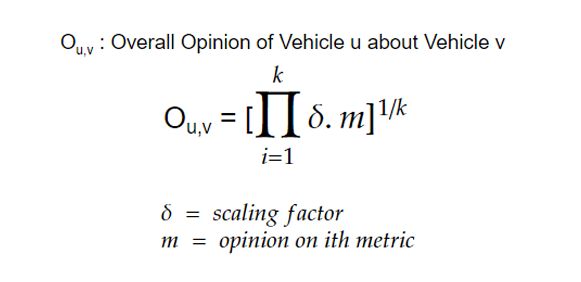 O_{u,v} : Overall Opinion of Vehicle u about Vehicle v
k
O_{u,v} = [∏ δ. m]^{1/k}
i=1
δ = scaling factor
m = opinion on ith metric